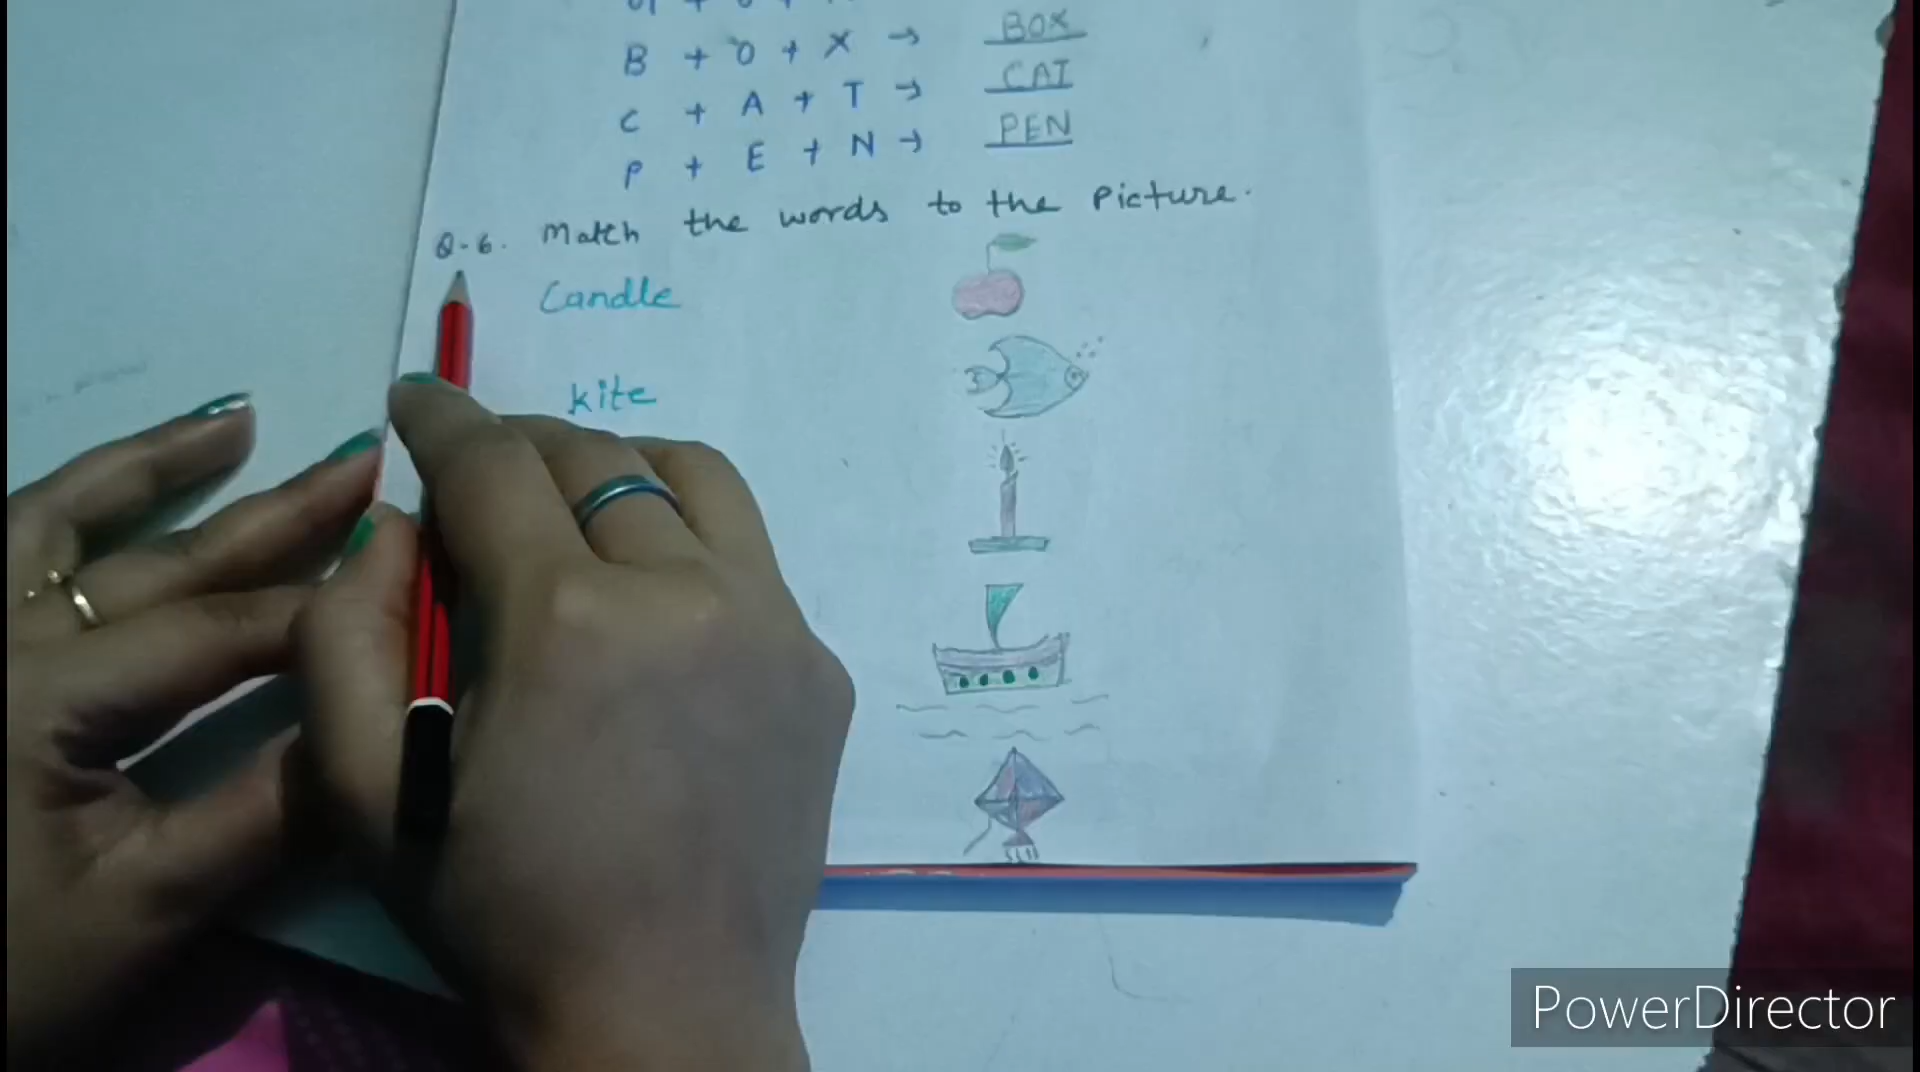 B + O + X → BOX
C + A + T → CAT
P + E + N → PEN
Q-6. Match the words to the Picture.
Candle
kite
PowerDirector